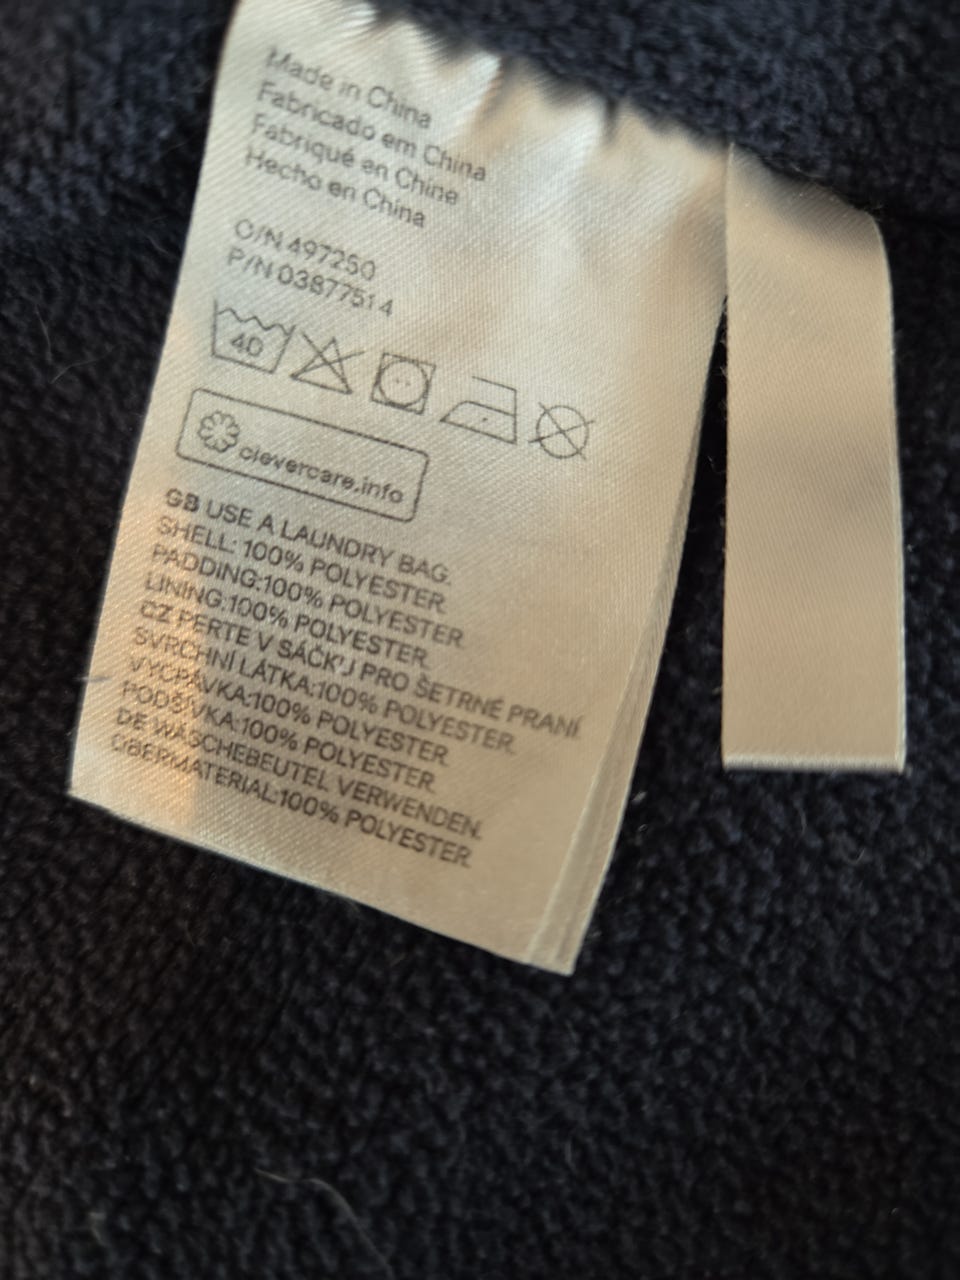 Made in China
Fabricado em China
Fabriqué en Chine
Hecho en China
O/N 497250
P/N 03877514
40
clevercare.info
GB USE A LAUNDRY BAG.
SHELL: 100% POLYESTER
PADDING:100% POLYESTER
LINING:100% POLYESTER
CZ PERTE V SÁČKU PRO ŠETRNÉ PRANÍ.
SVRCHNÍ LÁTKA:100% POLYESTER
VÝCPÁVKA:100% POLYESTER
PODŠÍVKA:100% POLYESTER
DE WÄSCHEBEUTEL VERWENDEN.
OBERMATERIAL:100% POLYESTER